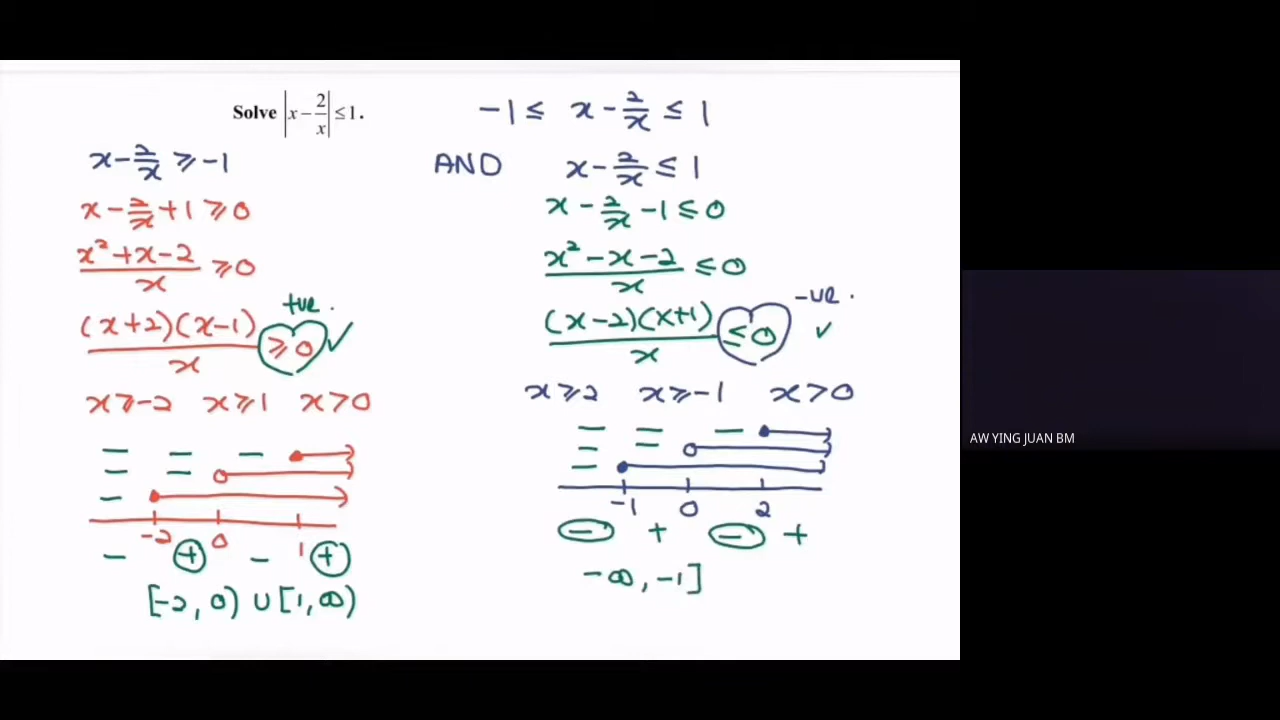 Solve |x - 2/x| ≤ 1.
-1 ≤ x - 2/x ≤ 1
x - 2/x ≥ -1 AND x - 2/x ≤ 1
x - 2/x + 1 ≥ 0
x² + x - 2 / x ≥ 0
+ve.
(x+2)(x-1) / x ≥ 0 ✓
x ≥ -2 x ≥ 1 x > 0
- - -
- -
-
-2 0 1
- + - +
[-2, 0) ∪ [1, ∞)
x - 2/x - 1 ≤ 0
x² - x - 2 / x ≤ 0
-ve.
(x-2)(x+1) / x ≤ 0 ✓
x ≥ 2 x ≥ -1 x > 0
- - -
- -
-
-1 0 2
- + - +
-∞, -1]
AW YING JUAN BM